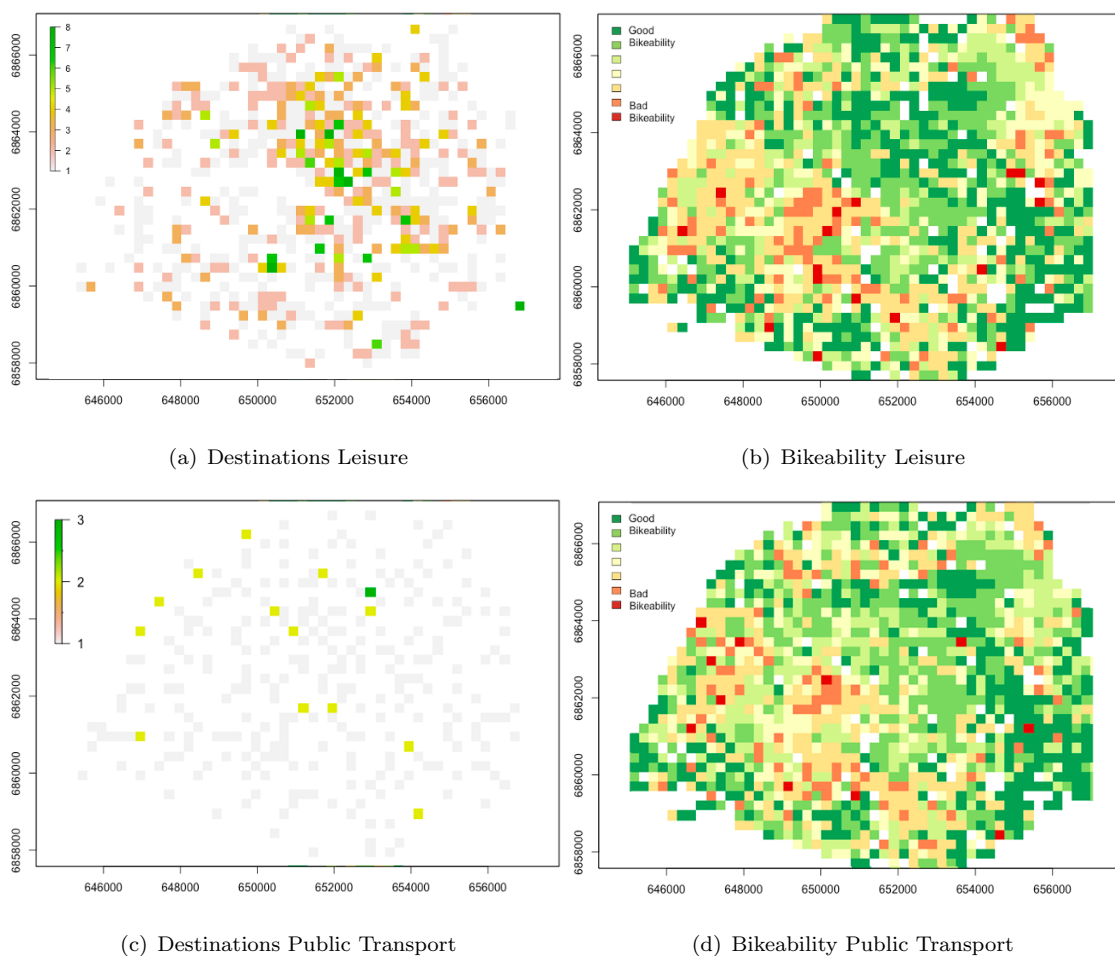 8
7
6
5
4
3
2
1
6866000
6864000
6862000
6860000
6858000
646000 648000 650000 652000 654000 656000
(a) Destinations Leisure
Good
Bikeability
Bad
Bikeability
6866000
6864000
6862000
6860000
6858000
646000 648000 650000 652000 654000 656000
(b) Bikeability Leisure
3
2
1
6866000
6864000
6862000
6860000
6858000
646000 648000 650000 652000 654000 656000
(c) Destinations Public Transport
Good
Bikeability
Bad
Bikeability
6866000
6864000
6862000
6860000
6858000
646000 648000 650000 652000 654000 656000
(d) Bikeability Public Transport